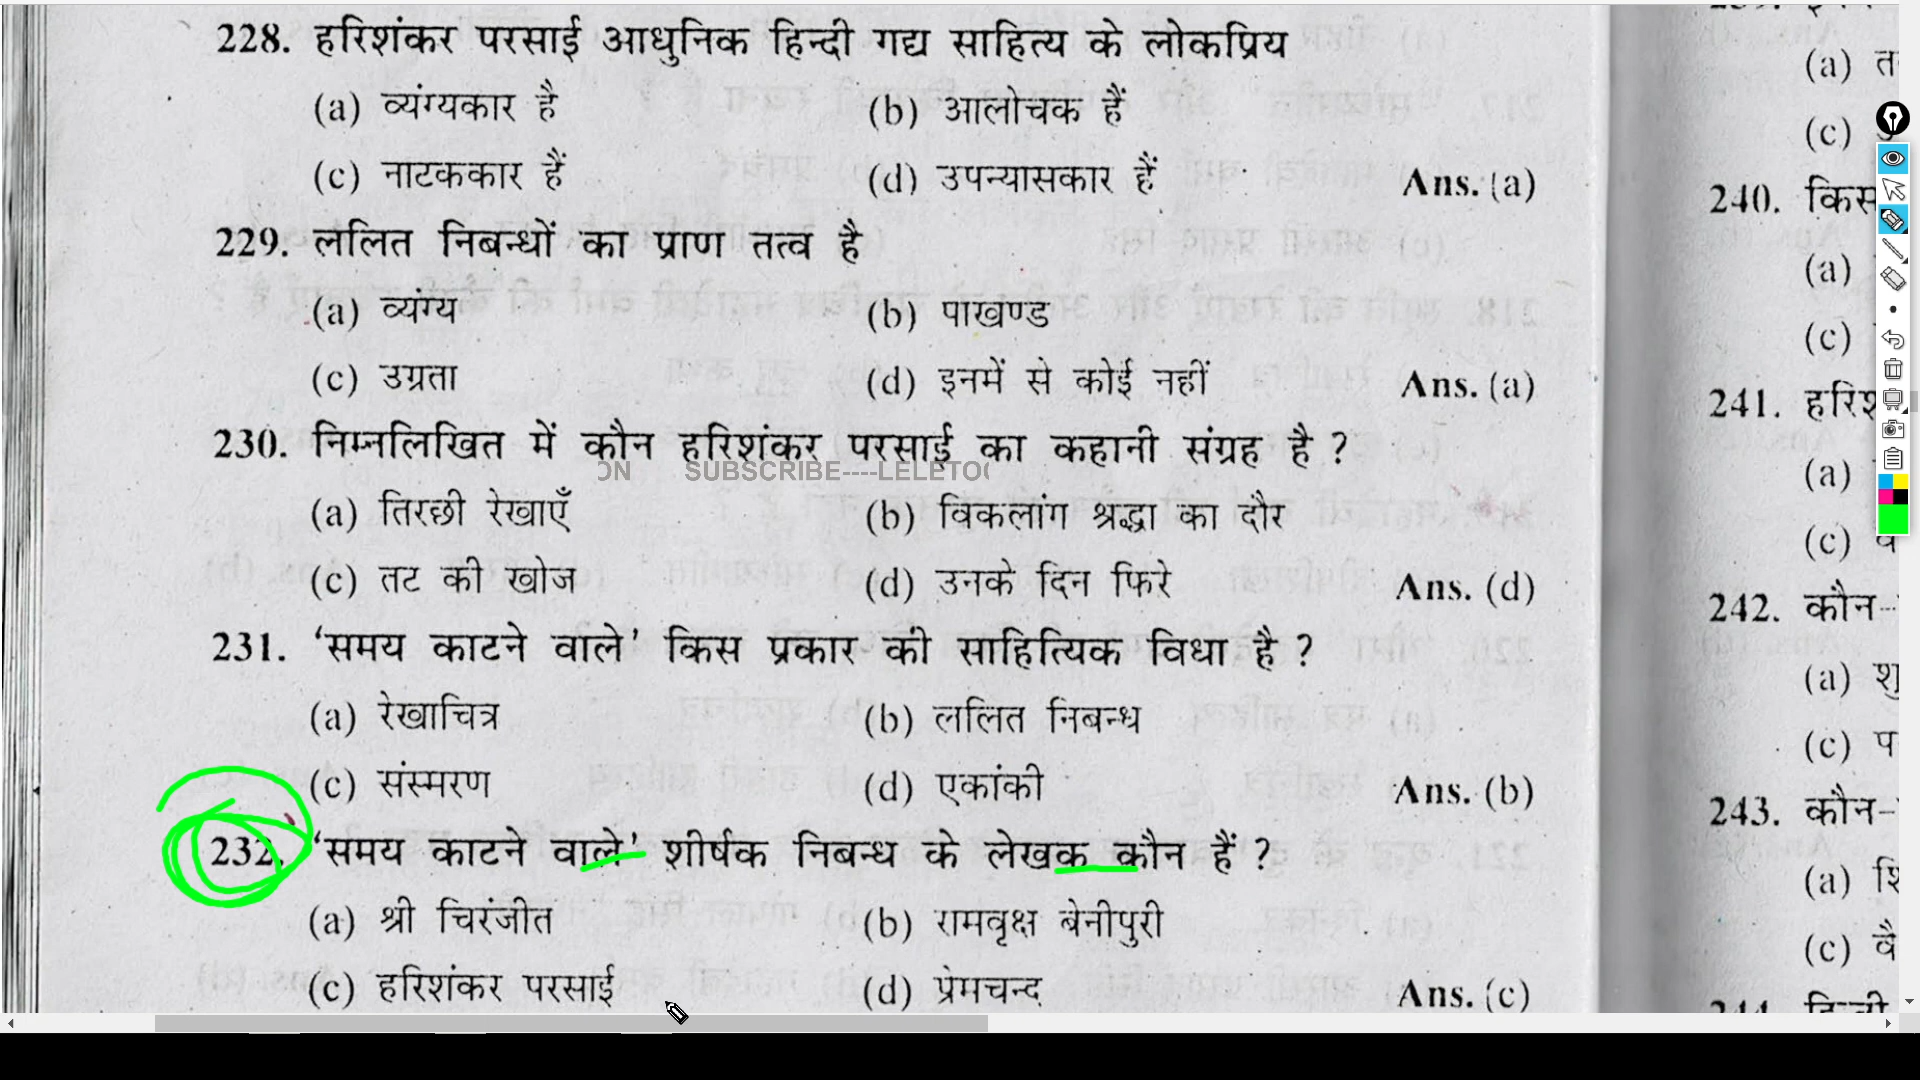 228. हरिशंकर परसाई आधुनिक हिन्दी गद्य साहित्य के लोकप्रिय
(a) व्यंग्यकार है (b) आलोचक हैं
(c) नाटककार हैं (d) उपन्यासकार हैं Ans. (a)
229. ललित निबन्धों का प्राण तत्व है
(a) व्यंग्य (b) पाखण्ड
(c) उग्रता (d) इनमें से कोई नहीं Ans. (a)
230. निम्नलिखित में कौन हरिशंकर परसाई का कहानी संग्रह है ?
ON SUBSCRIBE----LELETOO
(a) तिरछी रेखाएँ (b) विकलांग श्रद्धा का दौर
(c) तट की खोज (d) उनके दिन फिरे Ans. (d)
231. ‘समय काटने वाले’ किस प्रकार की साहित्यिक विधा है ?
(a) रेखाचित्र (b) ललित निबन्ध
(c) संस्मरण (d) एकांकी Ans. (b)
232. ‘समय काटने वाले’ शीर्षक निबन्ध के लेखक कौन हैं ?
(a) श्री चिरंजीत (b) रामवृक्ष बेनीपुरी
(c) हरिशंकर परसाई (d) प्रेमचन्द Ans. (c)
(a)
(c)
240.
(a)
(c)
241.
(a)
(c)
242. कौन-
(a)
(c)
243. कौन-
(a)
(c)